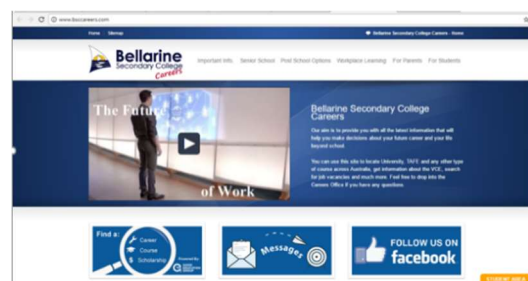 www.bsccareers.com
Home Sitemap
Bellarine Secondary College Careers - Home
Bellarine
Secondary College
Careers
Important Info Senior School Post School Options Workplace Learning For Parents For Students
The Future
of Work
Bellarine Secondary College
Careers
Our aim is to provide you with all the latest information that will
help you make decisions about your future career and your life
beyond school.
You can use this site to locate University, TAFE and any other type
of course across Australia, get information about the VCE, search
for job vacancies and much more. Feel free to drop into the
Careers Office if you have any questions.
Find a:
Career
Course
Scholarship
Powered By:
Messages
FOLLOW US ON
facebook
STUDENT AREA